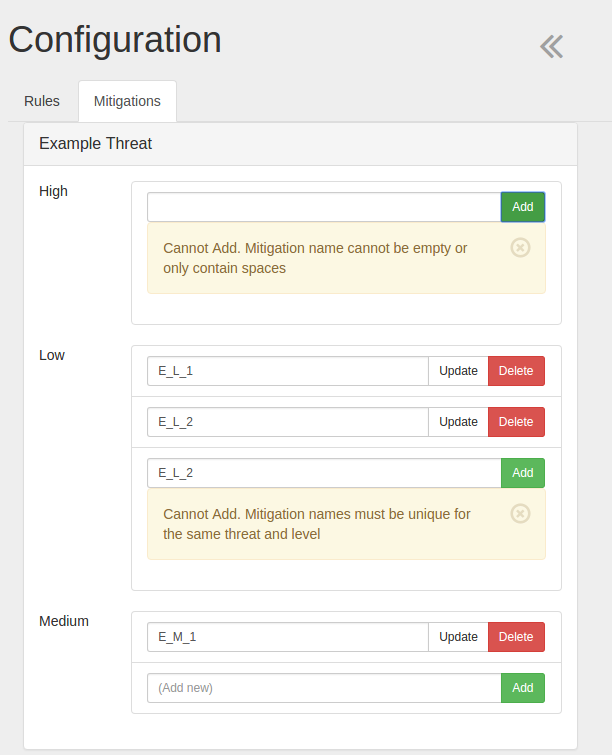 Configuration
Rules Mitigations
Example Threat
High
Add
Cannot Add. Mitigation name cannot be empty or
only contain spaces
Low
E_L_1 Update Delete
E_L_2 Update Delete
E_L_2 Add
Cannot Add. Mitigation names must be unique for
the same threat and level
Medium
E_M_1 Update Delete
(Add new) Add